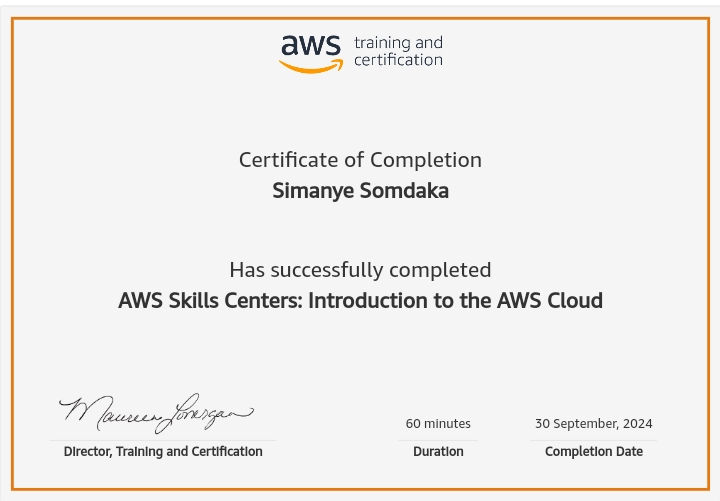 aws training and
certification
Certificate of Completion
Simanye Somdaka
Has successfully completed
AWS Skills Centers: Introduction to the AWS Cloud
Maureen Lonergan
60 minutes
30 September, 2024
Director, Training and Certification
Duration
Completion Date